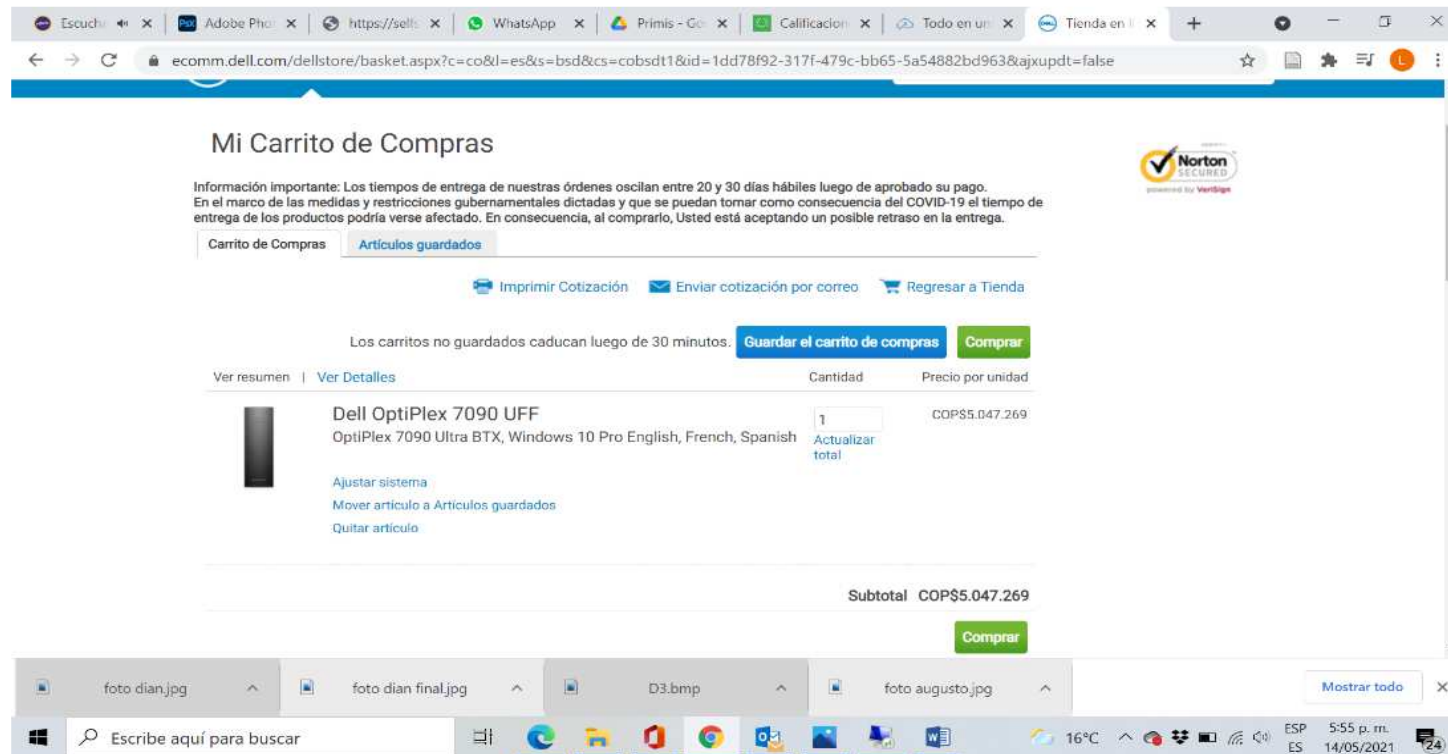 Escuch
Adobe Pho
https://selfs
WhatsApp
Primis - Go
Calificacion
Todo en un
Tienda en l
ecomm.dell.com/dellstore/basket.aspx?c=co&l=es&s=bsd&cs=cobsdt1&id=1dd78f92-317f-479c-bb65-5a54882bd963&ajxupdt=false
L
Mi Carrito de Compras
Norton
SECURED
powered by VeriSign
Información importante: Los tiempos de entrega de nuestras órdenes oscilan entre 20 y 30 días hábiles luego de aprobado su pago.
En el marco de las medidas y restricciones gubernamentales dictadas y que se puedan tomar como consecuencia del COVID-19 el tiempo de
entrega de los productos podría verse afectado. En consecuencia, al comprarlo, Usted está aceptando un posible retraso en la entrega.
Carrito de Compras
Artículos guardados
Imprimir Cotización
Enviar cotización por correo
Regresar a Tienda
Los carritos no guardados caducan luego de 30 minutos.
Guardar el carrito de compras
Comprar
Ver resumen | Ver Detalles
Cantidad
Precio por unidad
Dell OptiPlex 7090 UFF
1
COP$5.047.269
OptiPlex 7090 Ultra BTX, Windows 10 Pro English, French, Spanish
Actualizar
total
Ajustar sistema
Mover artículo a Artículos guardados
Quitar artículo
Subtotal COP$5.047.269
Comprar
foto dian.jpg
foto dian final.jpg
D3.bmp
foto augusto.jpg
Mostrar todo
Escribe aquí para buscar
16°C
ESP
ES
5:55 p. m.
14/05/2021